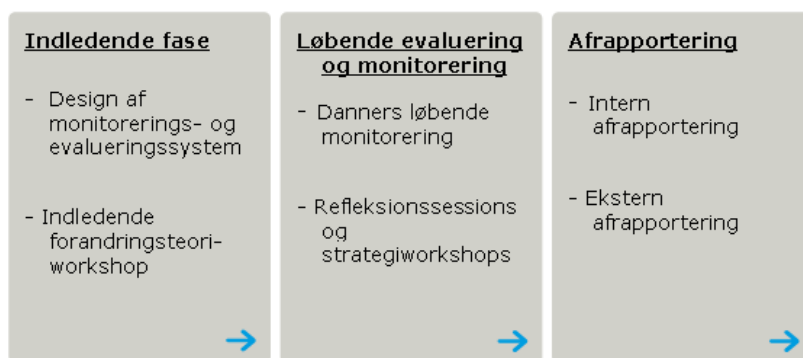 Indledende fase
- Design af
monitorerings- og
evalueringssystem
- Indledende
forandringsteori-
workshop
Løbende evaluering
og monitorering
- Danners løbende
monitorering
- Refleksionssessions
og
strategiworkshops
Afrapportering
- Intern
afrapportering
- Ekstern
afrapportering